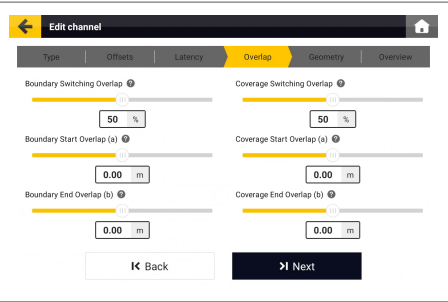 Edit channel
Type Offsets Latency Overlap Geometry Overview
Boundary Switching Overlap Coverage Switching Overlap
50 % 50 %
Boundary Start Overlap (a) Coverage Start Overlap (a)
0.00 m 0.00 m
Boundary End Overlap (b) Coverage End Overlap (b)
0.00 m 0.00 m
Back Next